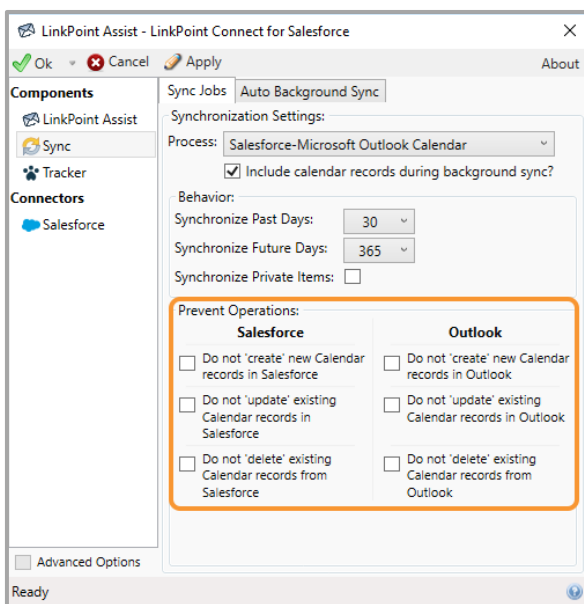 LinkPoint Assist - LinkPoint Connect for Salesforce
Ok Cancel Apply About
Components
LinkPoint Assist
Sync
Tracker
Connectors
Salesforce
Sync Jobs Auto Background Sync
Synchronization Settings:
Process: Salesforce-Microsoft Outlook Calendar
Include calendar records during background sync?
Behavior:
Synchronize Past Days: 30
Synchronize Future Days: 365
Synchronize Private Items:
Prevent Operations:
Salesforce
Do not 'create' new Calendar
records in Salesforce
Do not 'update' existing
Calendar records in
Salesforce
Do not 'delete' existing
Calendar records from
Salesforce
Outlook
Do not 'create' new Calendar
records in Outlook
Do not 'update' existing
Calendar records in Outlook
Do not 'delete' existing
Calendar records from
Outlook
Advanced Options
Ready